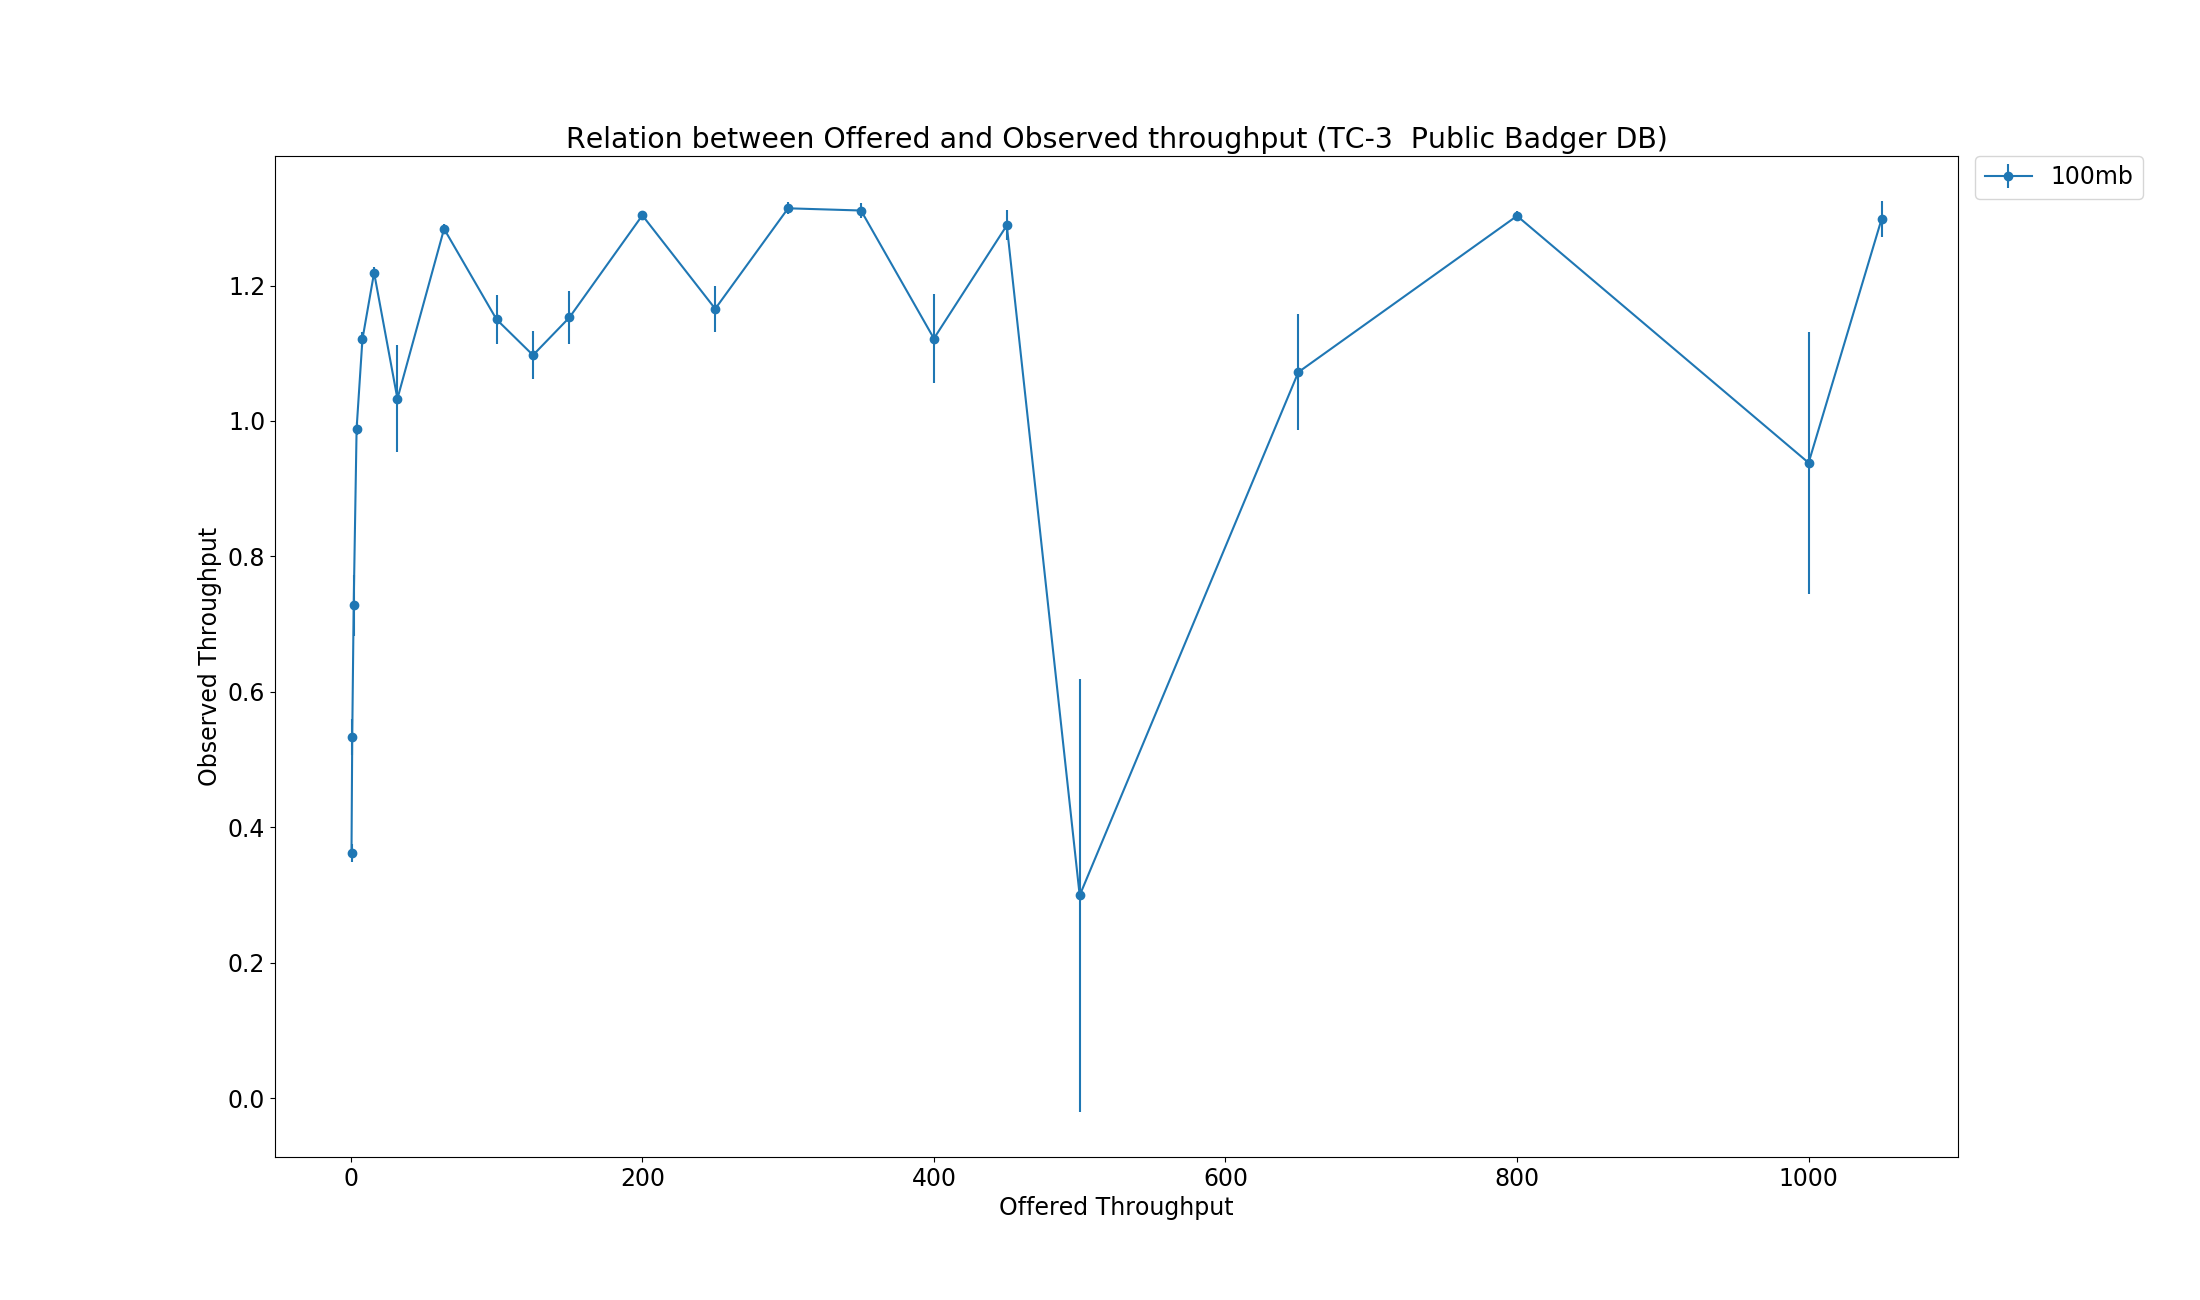 Relation between Offered and Observed throughput (TC-3  Public Badger DB)
100mb
Observed Throughput
1.2
1.0
0.8
0.6
0.4
0.2
0.0
0 200 400 600 800 1000
Offered Throughput